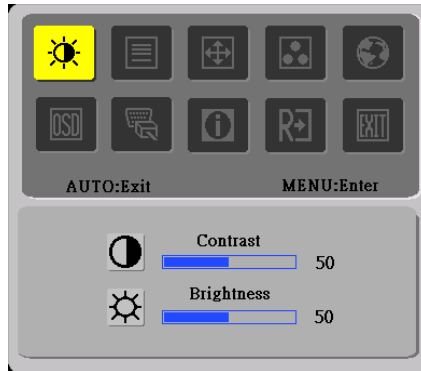 OSD
R
EXIT
AUTO:Exit MENU:Enter
Contrast
50
Brightness
50